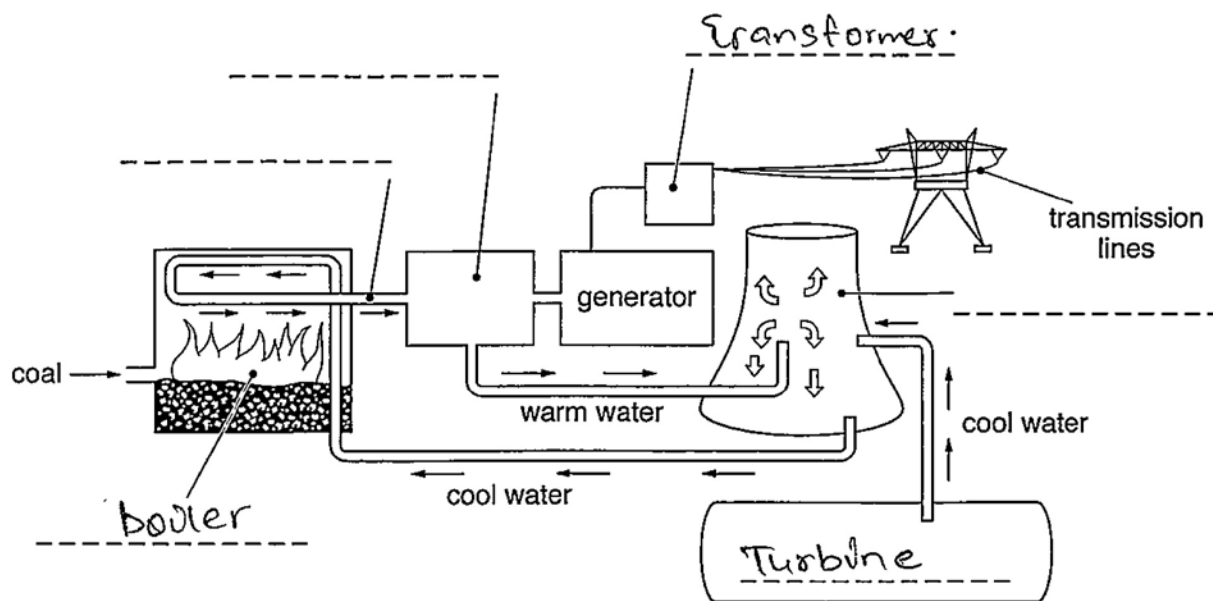 transformer.
transmission
lines
generator
coal
warm water
cool water
cool water
boiler
Turbine